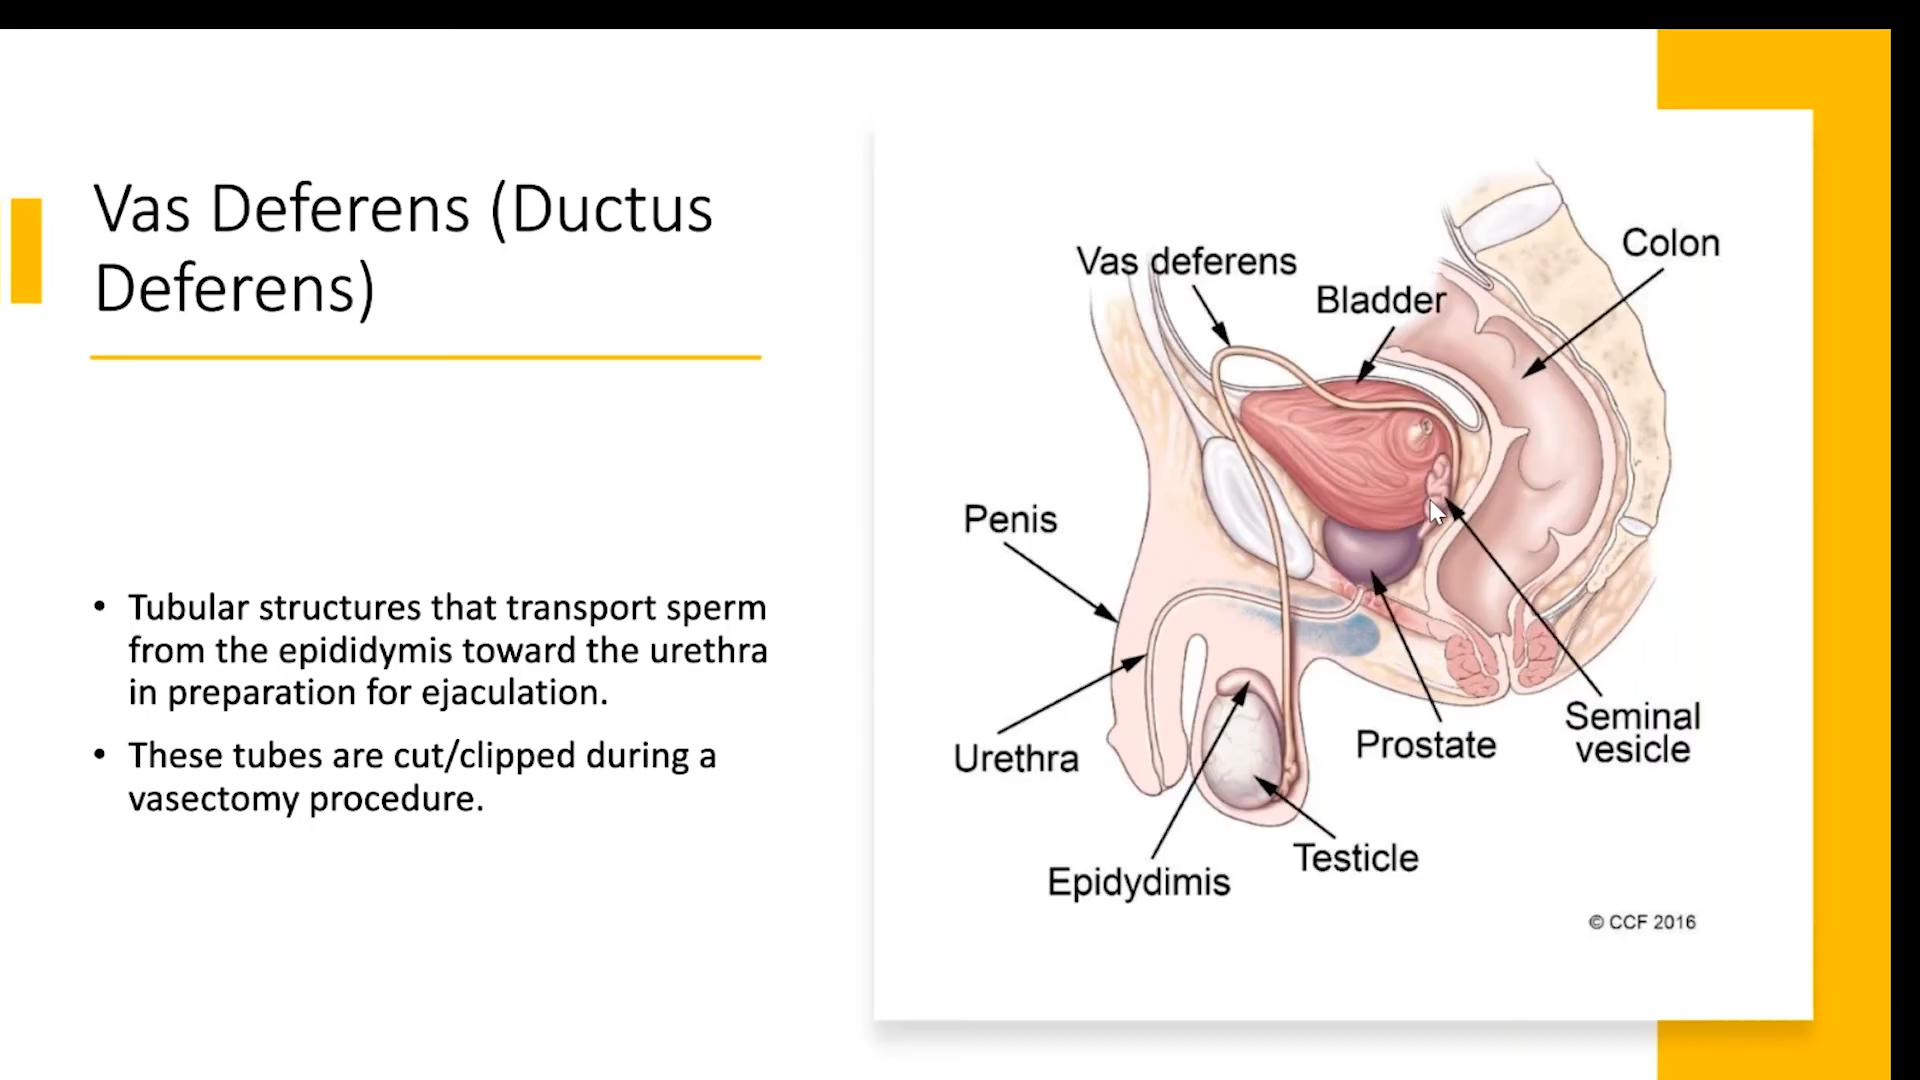 Vas Deferens (Ductus
Deferens)
• Tubular structures that transport sperm
from the epididymis toward the urethra
in preparation for ejaculation.
• These tubes are cut/clipped during a
vasectomy procedure.
Colon
Vas deferens
Bladder
Penis
Urethra
Prostate
Seminal
vesicle
Testicle
Epidydimis
© CCF 2016